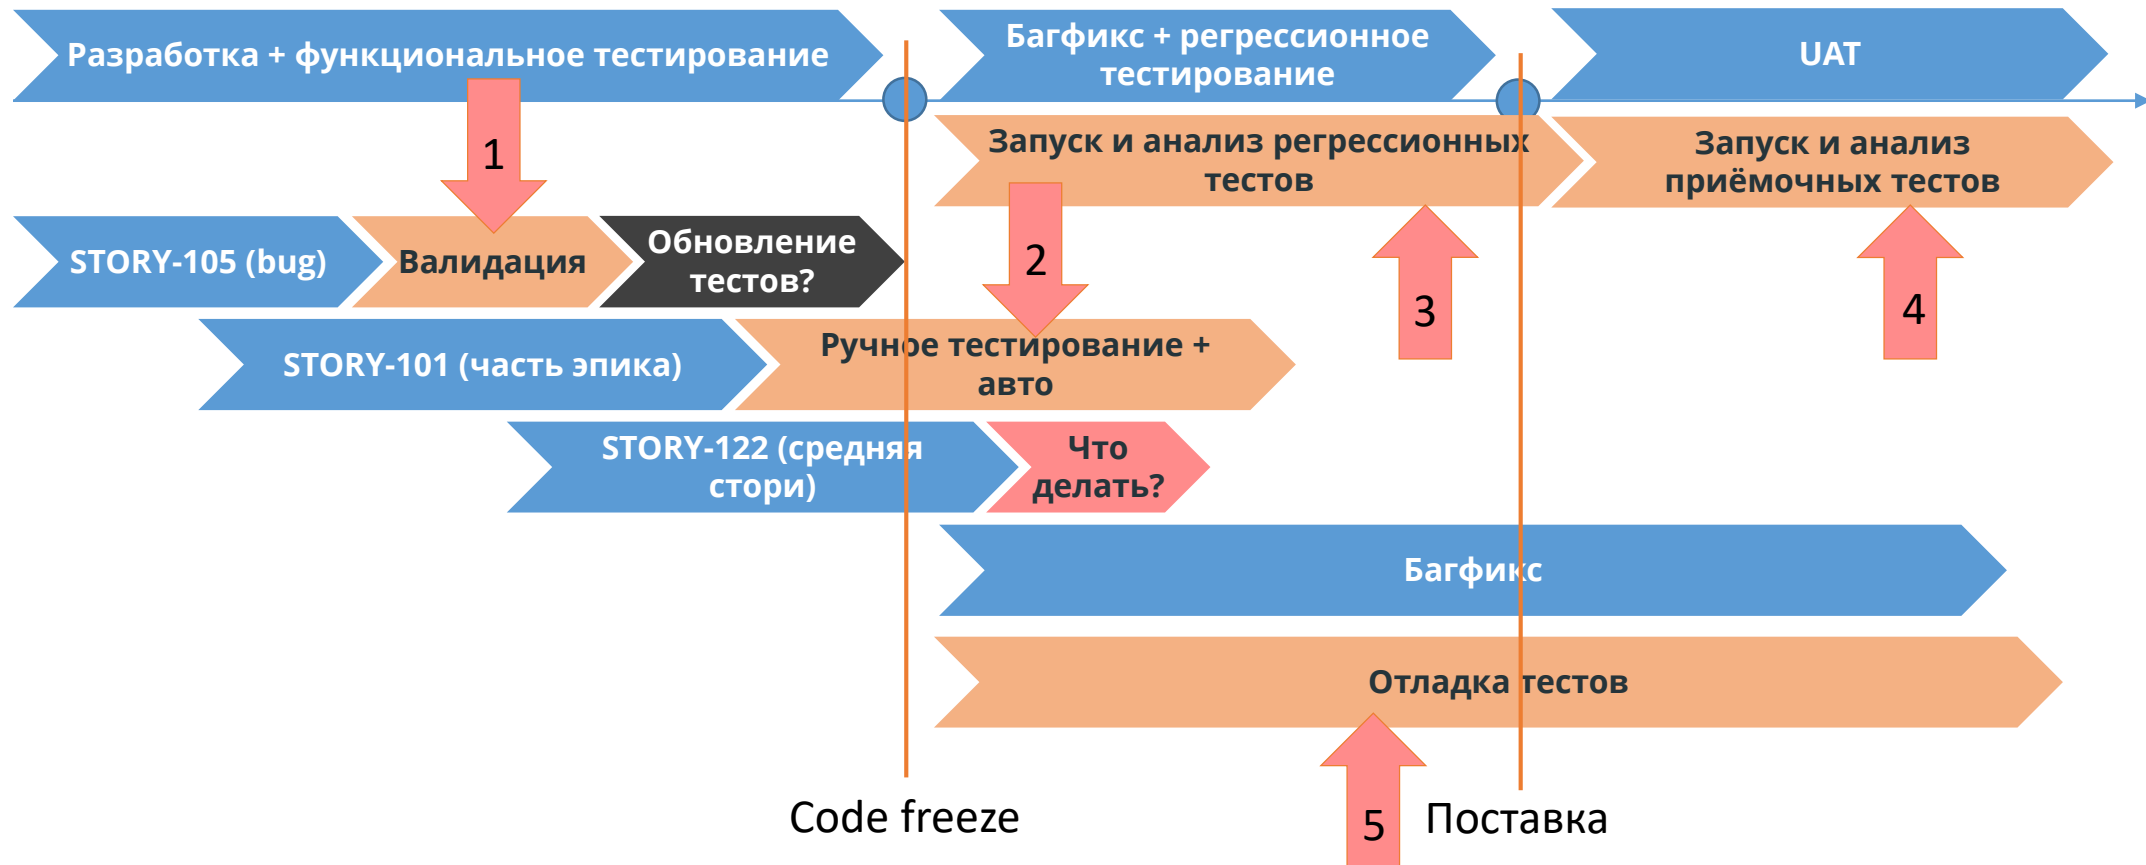 Разработка + функциональное тестирование
Багфикс + регрессионное
тестирование
UAT
1
Запуск и анализ регрессионных
тестов
Запуск и анализ
приёмочных тестов
STORY-105 (bug)
Валидация
Обновление
тестов?
2
3
4
STORY-101 (часть эпика)
Ручное тестирование +
авто
STORY-122 (средняя
стори)
Что
делать?
Багфикс
Отладка тестов
Code freeze
5
Поставка